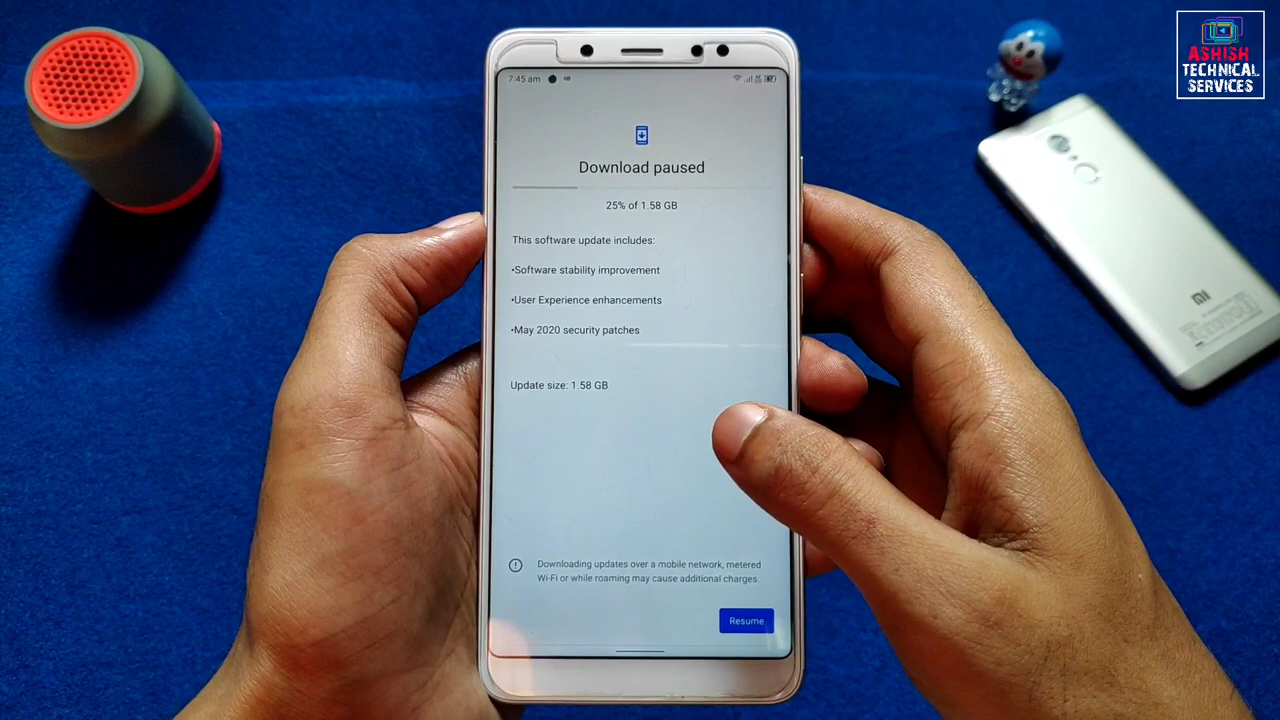 ASHISH
TECHNICAL
SERVICES
7:45 am
Download paused
25% of 1.58 GB
This software update includes:
•Software stability improvement
•User Experience enhancements
•May 2020 security patches
Update size: 1.58 GB
Downloading updates over a mobile network, metered
Wi-Fi or while roaming may cause additional charges.
Resume
mi